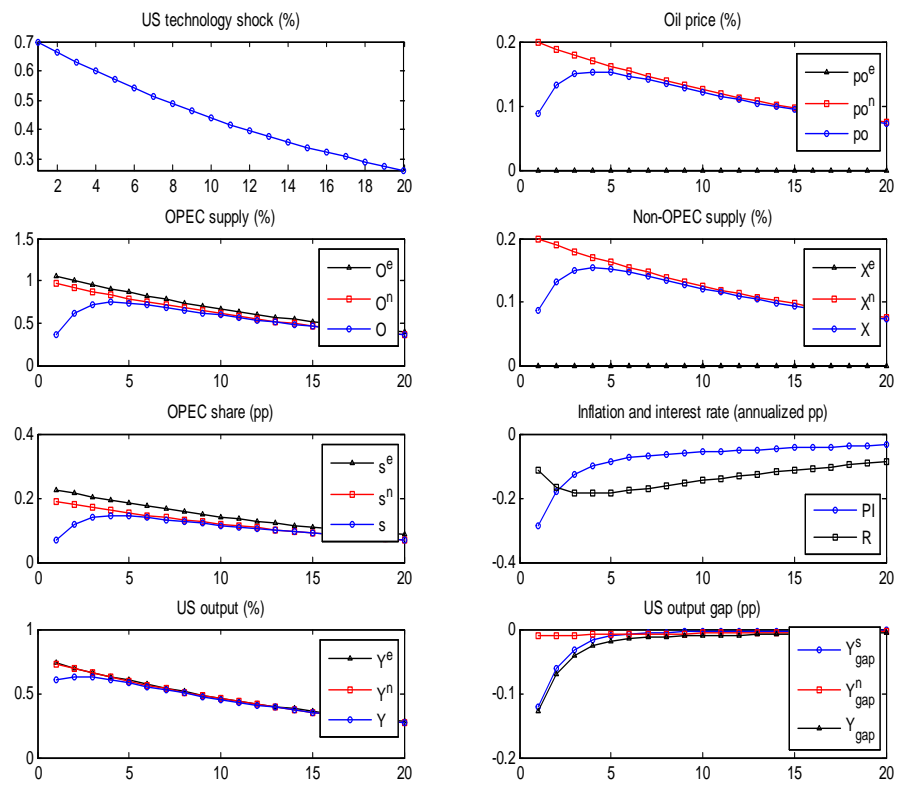 US technology shock (%)
0.7
0.6
0.5
0.4
0.3
2 4 6 8 10 12 14 16 18 20
Oil price (%)
0.2
0.1
0
0 5 10 15 20
po^e
po^n
po
OPEC supply (%)
1.5
1
0.5
0
0 5 10 15 20
O^e
O^n
O
Non-OPEC supply (%)
0.2
0.1
0
0 5 10 15 20
X^e
X^n
X
OPEC share (pp)
0.4
0.2
0
0 5 10 15 20
s^e
s^n
s
Inflation and interest rate (annualized pp)
0
-0.2
-0.4
0 5 10 15 20
PI
R
US output (%)
1
0.5
0
0 5 10 15 20
Y^e
Y^n
Y
US output gap (pp)
0
-0.1
-0.2
0 5 10 15 20
Y^s_gap
Y^n_gap
Y_gap